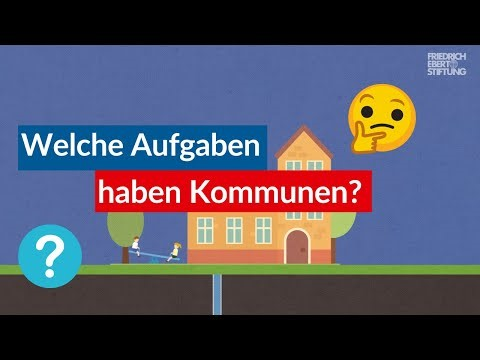 FRIEDRICH
EBERT
STIFTUNG
Welche Aufgaben
haben Kommunen?
?